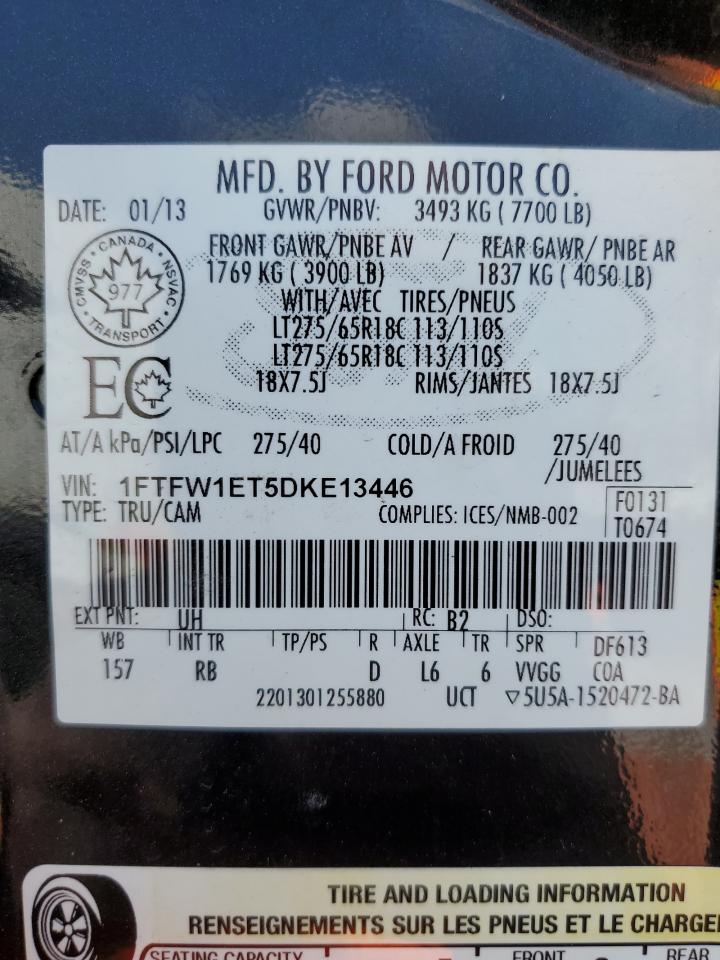 MFD. BY FORD MOTOR CO.
DATE: 01/13 GVWR/PNBV: 3493 KG ( 7700 LB)
FRONT GAWR/PNBE AV / REAR GAWR/ PNBE AR
1769 KG ( 3900 LB) 1837 KG ( 4050 LB)
WITH/AVEC TIRES/PNEUS
LT275/65R18C 113/110S
LT275/65R18C 113/110S
18X7.5J RIMS/JANTES 18X7.5J
CANADA
CMVSS NSVAC
977
TRANSPORT
EC
AT/A kPa/PSI/LPC 275/40 COLD/A FROID 275/40
/JUMELEES
VIN: 1FTFW1ET5DKE13446
TYPE: TRU/CAM COMPLIES: ICES/NMB-002
F0131
T0674
EXT PNT: UH RC: B2 DSO:
WB INT TR TP/PS R AXLE TR SPR DF613
157 RB D L6 6 VVGG COA
2201301255880 UCT ▽5U5A-1520472-BA
TIRE AND LOADING INFORMATION
RENSEIGNEMENTS SUR LES PNEUS ET LE CHARGE
SEATING CAPACITY FRONT REAR